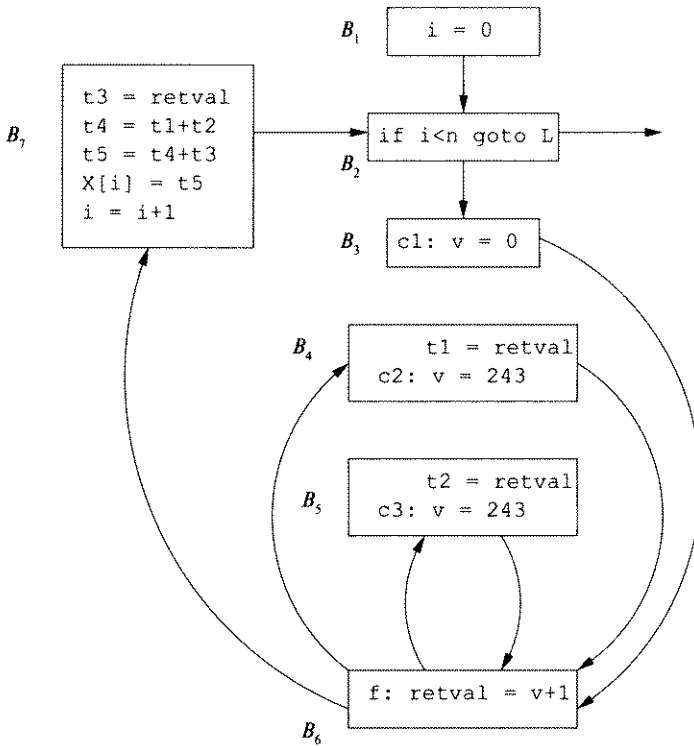 B1
i = 0
t3 = retval
t4 = t1+t2
t5 = t4+t3
X[i] = t5
i = i+1
B7
if i<n goto L
B2
B3
c1: v = 0
B4
t1 = retval
c2: v = 243
t2 = retval
B5
c3: v = 243
f: retval = v+1
B6